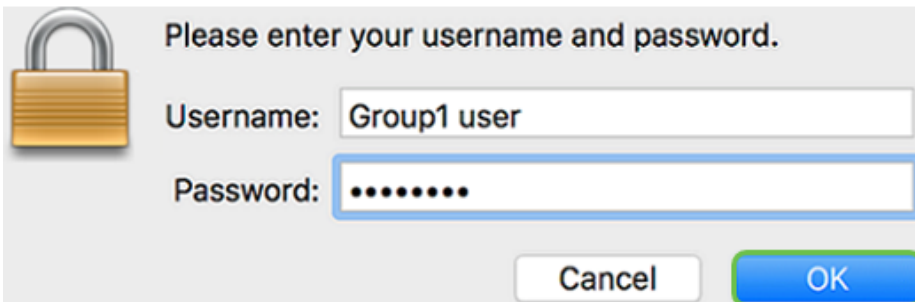 Please enter your username and password.
Username: Group1 user
Password: ••••••••
Cancel OK